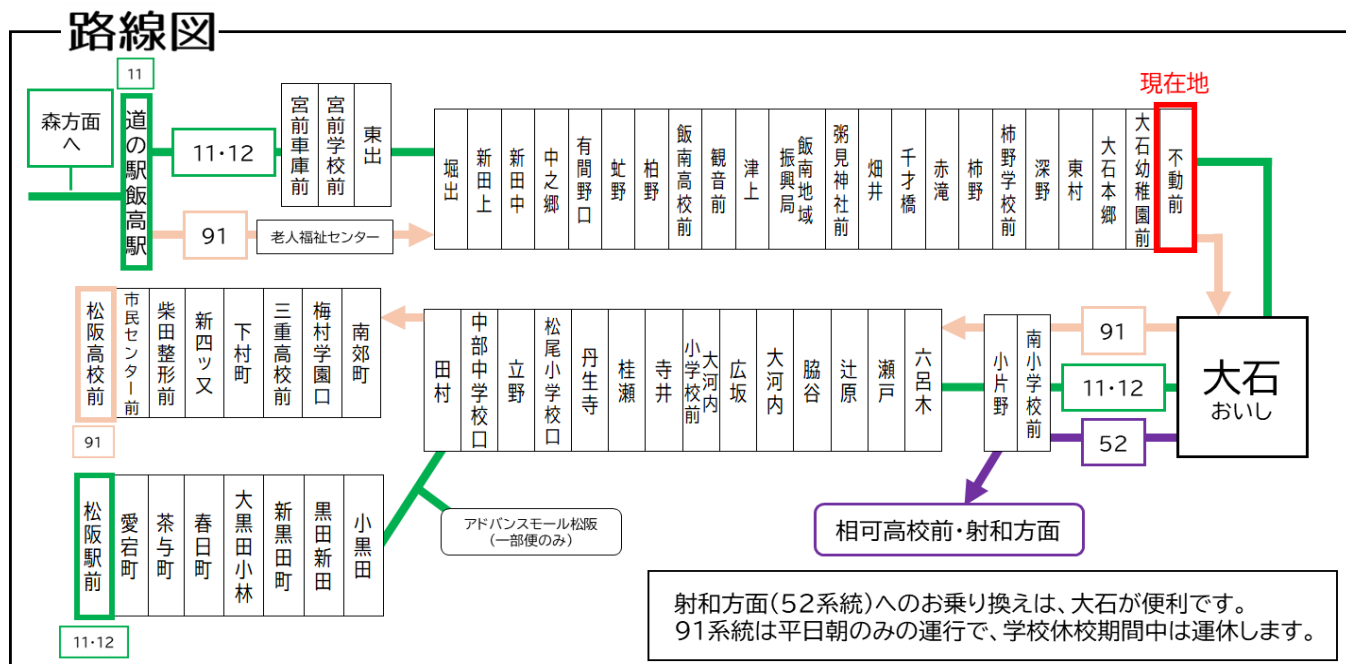 路線図
11
森方面
へ
道の駅飯高駅
11・12
宮前車庫前
宮前学校前
東出
現在地
堀出
新田上
新田中
中之郷
有間野口
虻野
柏野
飯南高校前
観音前
津上
飯南地域
振興局
粥見神社前
畑井
千才橋
赤滝
柿野
柿野学校前
深野
東村
大石本郷
大石幼稚園前
不動前
91
老人福祉センター
松阪高校前
市民センター前
柴田整形前
新四ッ又
下村町
三重高校前
梅村学園口
南郊町
91
田村
中部中学校口
立野
松尾小学校口
丹生寺
桂瀬
寺井
大河内
小学校前
広坂
大河内
脇谷
辻原
瀬戸
六呂木
小片野
南小学校前
91
11・12
52
大石
おいし
松阪駅前
愛宕町
茶与町
春日町
大黒田小林
新黒田町
黒田新田
小黒田
11・12
アドバンスモール松阪
(一部便のみ)
相可高校前・射和方面
射和方面(52系統)へのお乗り換えは、大石が便利です。
91系統は平日朝のみの運行で、学校休校期間中は運休します。